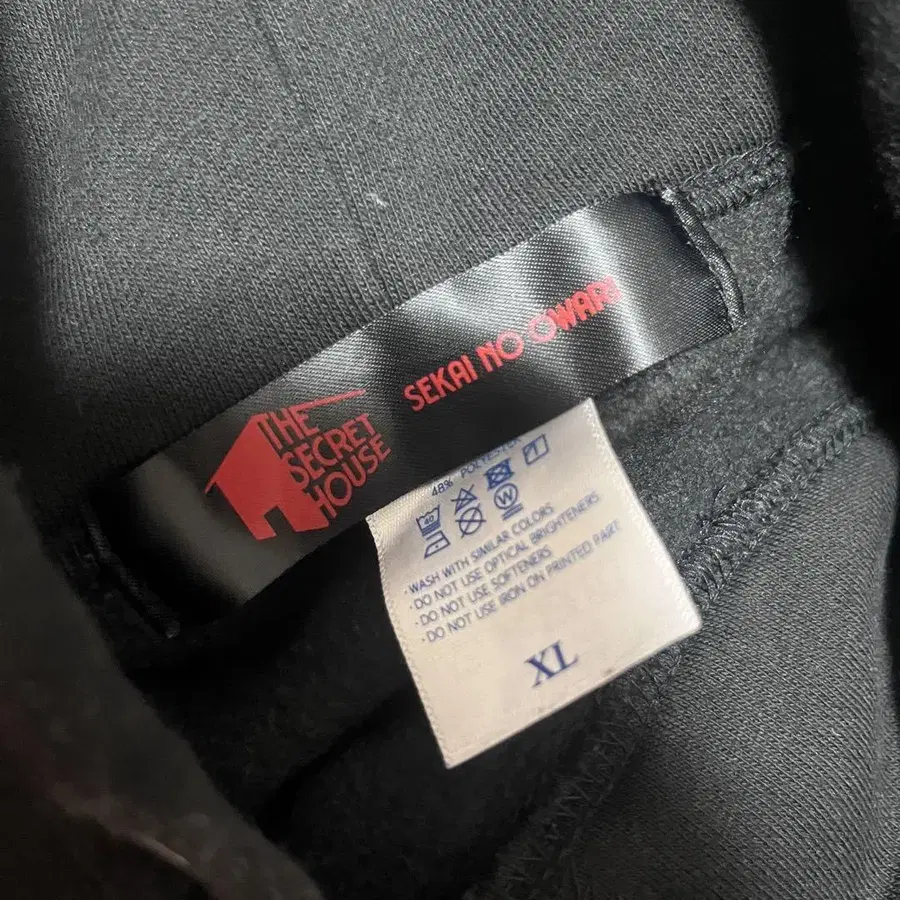 THE
SECRET
HOUSE
SEKAI NO OWARI
48% POLYESTER
40
W
· WASH WITH SIMILAR COLORS
· DO NOT USE OPTICAL BRIGHTENERS
· DO NOT USE SOFTENERS
· DO NOT USE IRON ON PRINTED PART
XL